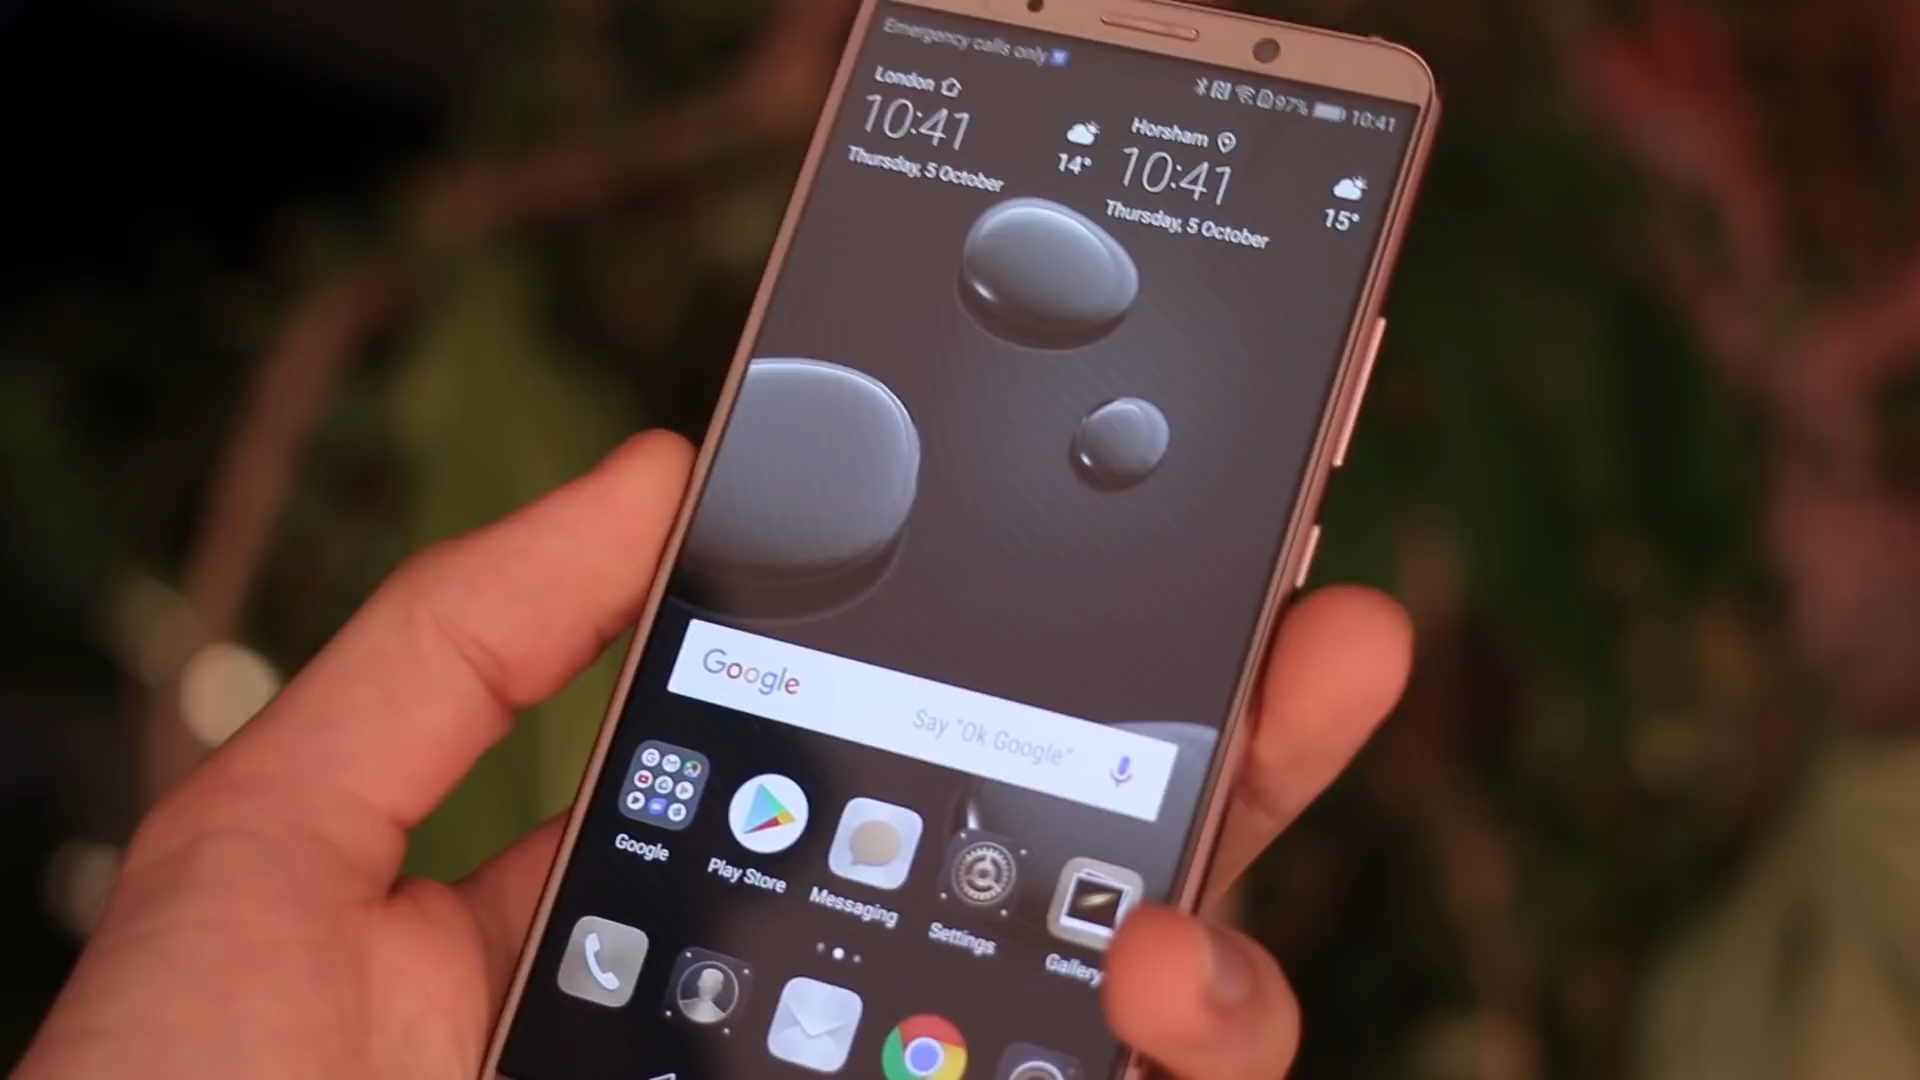 Emergency calls only
97% 10:41
London
10:41
14°
Thursday, 5 October
Horsham
10:41
15°
Thursday, 5 October
Google
Say "Ok Google"
Google
Play Store
Messaging
Settings
Gallery